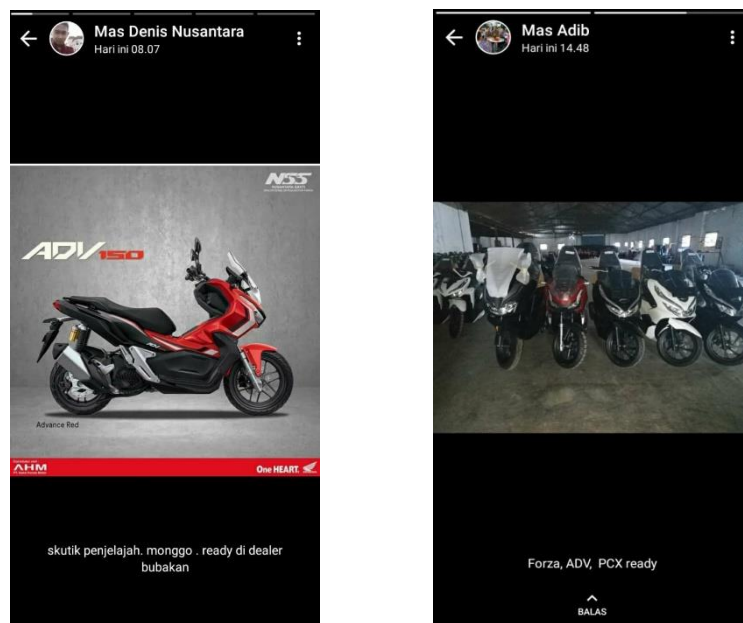 Mas Denis Nusantara
Hari ini 08.07
NSS
ADV150
Advance Red
AHM
One HEART.
skutik penjelajah. monggo . ready di dealer
bubakan
Mas Adib
Hari ini 14.48
Forza, ADV, PCX ready
BALAS